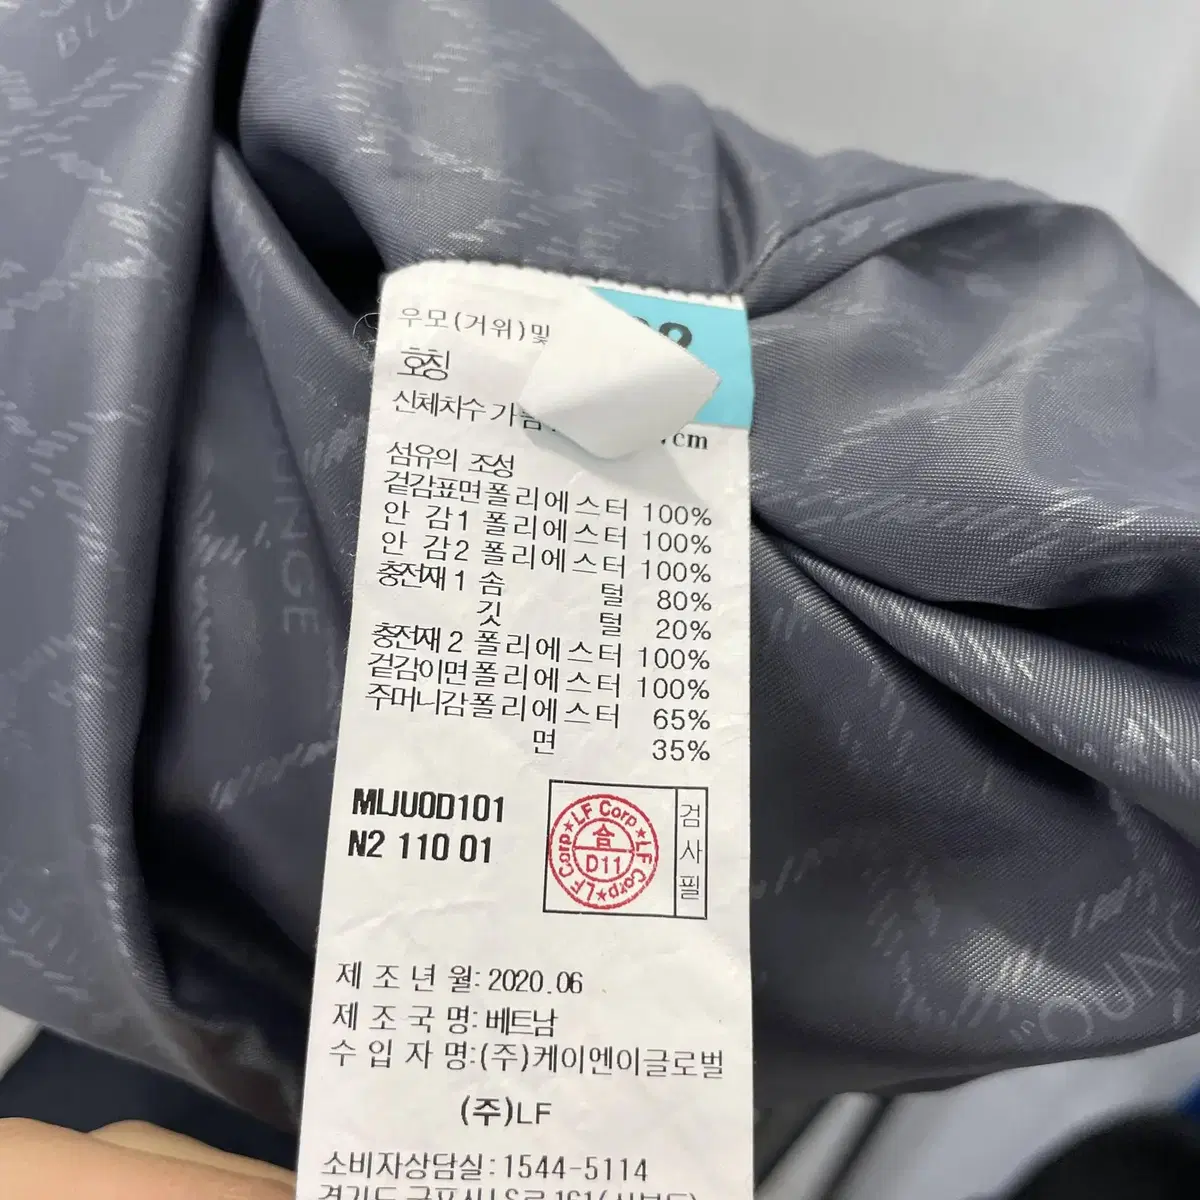 우모(거위)및
호칭
신체치수 가슴
cm
섬유의 조성
겉감표면 폴리에스터 100%
안 감1 폴리에스터 100%
안 감2 폴리에스터 100%
충전재1 솜 털 80%
깃 털 20%
충전재2 폴리에스터 100%
겉감이면 폴리에스터 100%
주머니감 폴리에스터 65%
면 35%
MLJU0D101
N2 110 01
LF Corp★LF Corp★LF Corp★
합
D11
검사필
제 조 년 월: 2020.06
제 조 국 명: 베트남
수 입 자 명:(주)케이엔이글로벌
(주)LF
소비자상담실:1544-5114
BLO
UNGE